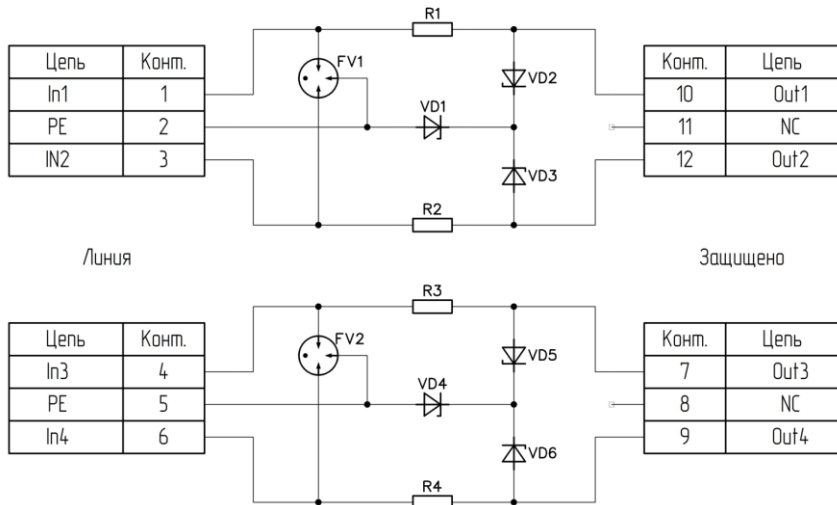 R1
FV1
Цепь Конт.
In1 1
PE 2
IN2 3
VD1
VD2
VD3
R2
Конт. Цепь
10 Out1
11 NC
12 Out2
Линия
Защищено
R3
FV2
Цепь Конт.
In3 4
PE 5
In4 6
VD4
VD5
VD6
R4
Конт. Цепь
7 Out3
8 NC
9 Out4